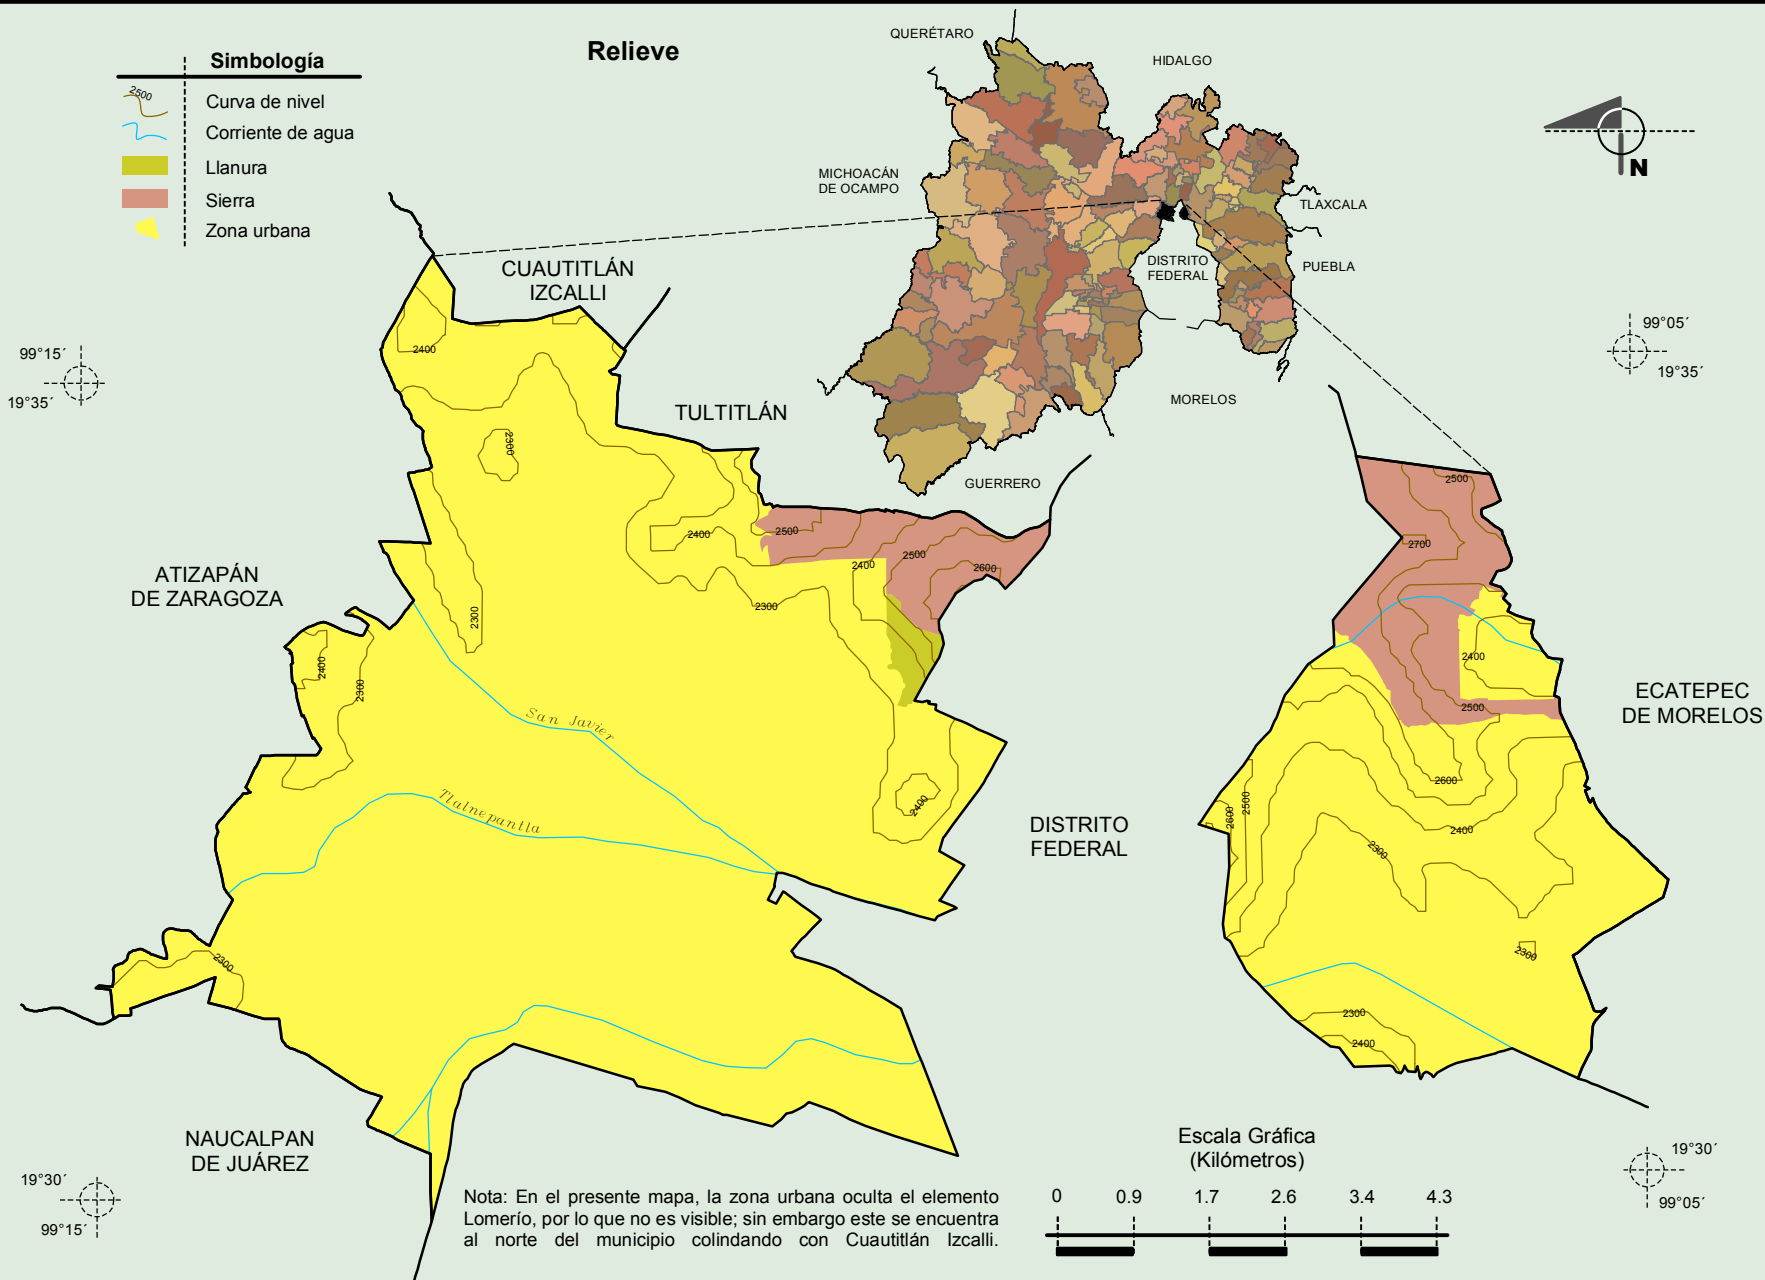 Relieve
Simbología
2500
Curva de nivel
Corriente de agua
Llanura
Sierra
Zona urbana
QUERÉTARO
HIDALGO
MICHOACÁN
DE OCAMPO
TLAXCALA
DISTRITO
FEDERAL
PUEBLA
MORELOS
GUERRERO
N
99°15´
19°35´
99°05´
19°35´
CUAUTITLÁN
IZCALLI
TULTITLÁN
ATIZAPÁN
DE ZARAGOZA
DISTRITO
FEDERAL
ECATEPEC
DE MORELOS
NAUCALPAN
DE JUÁREZ
2400
2300
2400
2500
2500
2400
2600
2300
2300
2400
2300
San Javier
Tlalnepantla
2400
2300
2500
2700
2400
2500
2600
2500
2600
2400
2300
2300
2300
2400
19°30´
99°15´
19°30´
99°05´
Nota: En el presente mapa, la zona urbana oculta el elemento
Lomerío, por lo que no es visible; sin embargo este se encuentra
al norte del municipio colindando con Cuautitlán Izcalli.
Escala Gráfica
(Kilómetros)
0 0.9 1.7 2.6 3.4 4.3